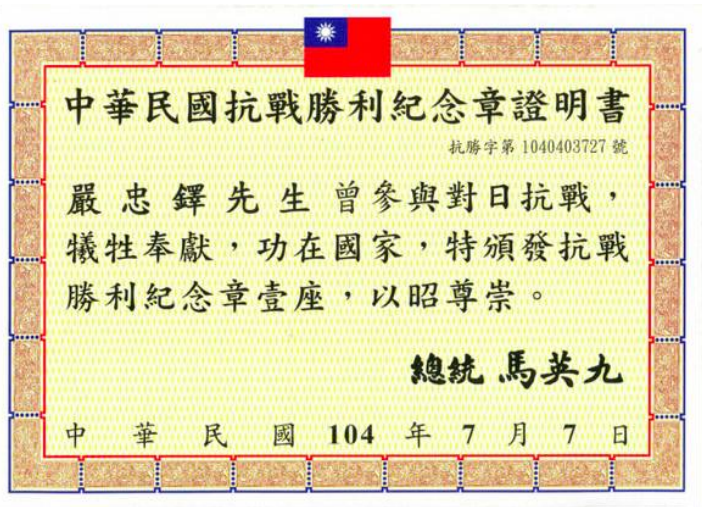 中華民國抗戰勝利紀念章證明書
抗勝字第 1040403727 號
嚴忠鐸先生曾參與對日抗戰，
犧牲奉獻，功在國家，特頒發抗戰
勝利紀念章壹座，以昭尊崇。
總統 馬英九
中華民國 104 年 7 月 7 日